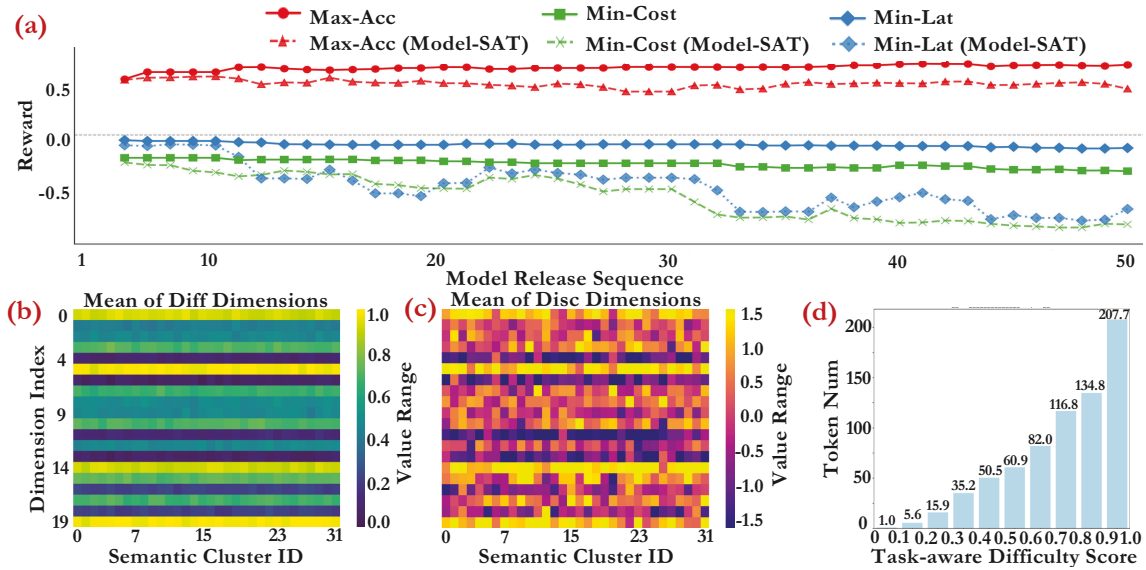 (a)
Max-Acc
Min-Cost
Min-Lat
Max-Acc (Model-SAT)
Min-Cost (Model-SAT)
Min-Lat (Model-SAT)
Reward
0.5
0.0
-0.5
1
10
20
30
40
50
Model Release Sequence
(b)
Mean of Diff Dimensions
Dimension Index
0
4
9
14
19
0
7
15
23
31
Semantic Cluster ID
1.0
0.8
0.6
0.4
0.2
0.0
Value Range
(c)
Mean of Disc Dimensions
0
7
15
23
31
Semantic Cluster ID
1.5
1.0
0.5
0.0
-0.5
-1.0
-1.5
Value Range
(d)
Token Num
200
150
100
50
0
1.0
5.6
15.9
35.2
50.5
60.9
82.0
116.8
134.8
207.7
0 0.1 0.2 0.3 0.4 0.5 0.6 0.7 0.8 0.9 1.0
Task-aware Difficulty Score